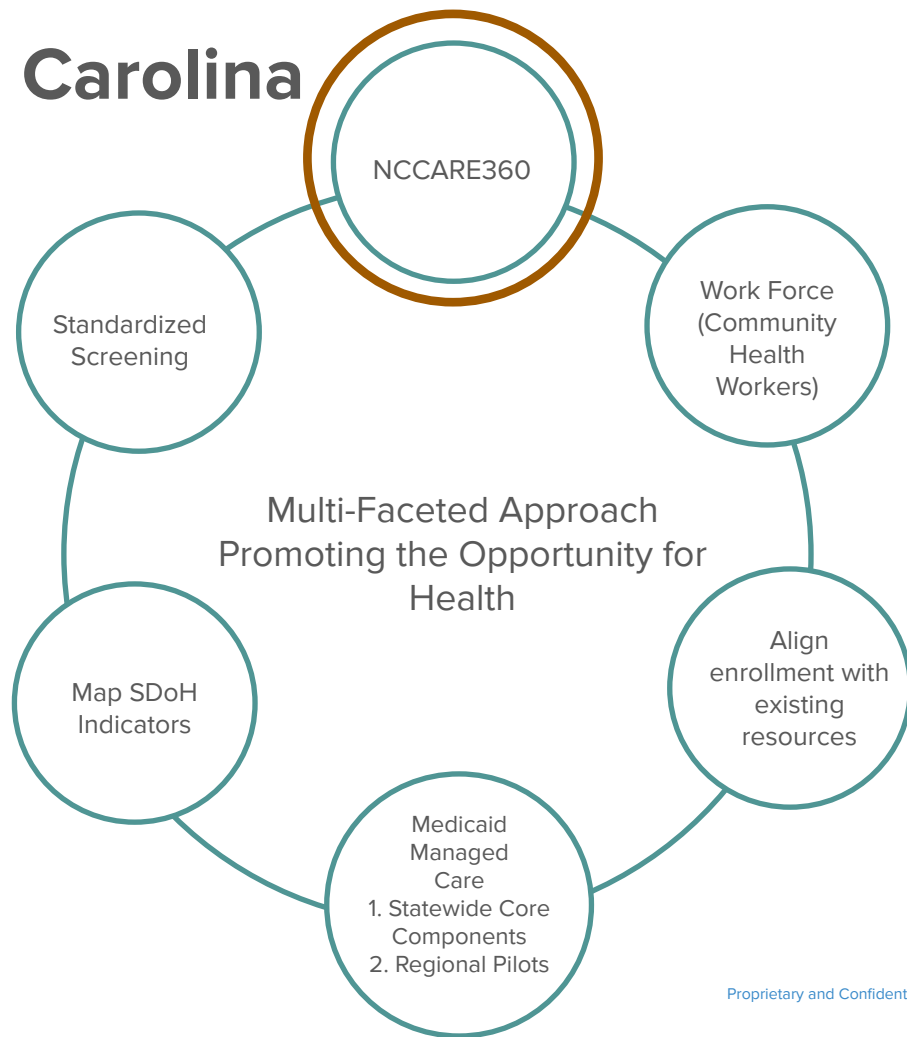 Carolina
NCCARE360
Standardized
Screening
Work Force
(Community
Health
Workers)
Multi-Faceted Approach
Promoting the Opportunity for
Health
Map SDoH
Indicators
Align
enrollment with
existing
resources
Medicaid
Managed
Care
1. Statewide Core
Components
2. Regional Pilots
Proprietary and Confident